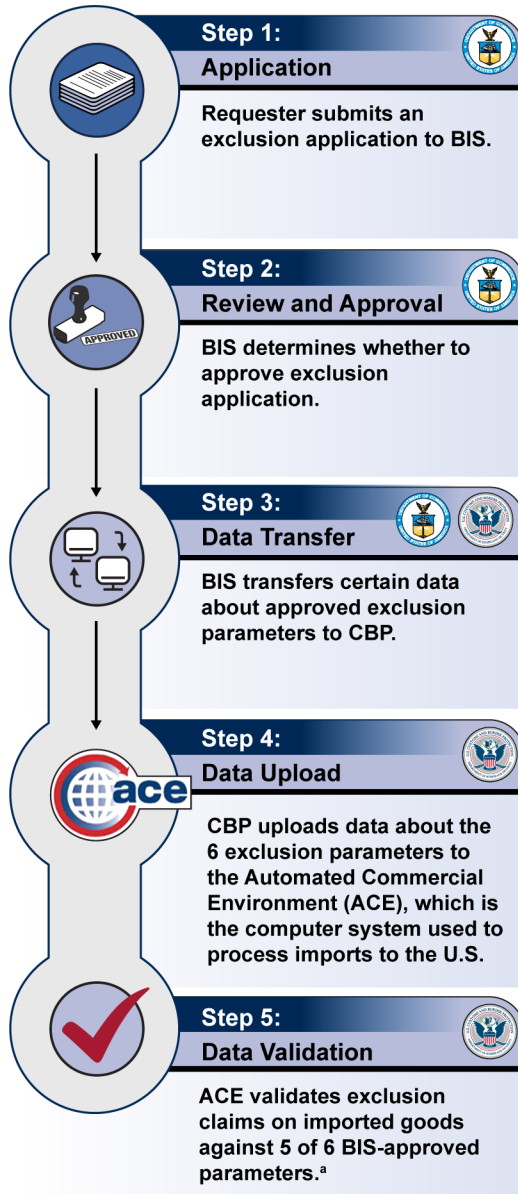 Step 1:
Application
Requester submits an
exclusion application to BIS.
Step 2:
Review and Approval
APPROVED
BIS determines whether to
approve exclusion
application.
Step 3:
Data Transfer
BIS transfers certain data
about approved exclusion
parameters to CBP.
Step 4:
Data Upload
ace
CBP uploads data about the
6 exclusion parameters to
the Automated Commercial
Environment (ACE), which is
the computer system used to
process imports to the U.S.
Step 5:
Data Validation
ACE validates exclusion
claims on imported goods
against 5 of 6 BIS-approved
parameters.ª